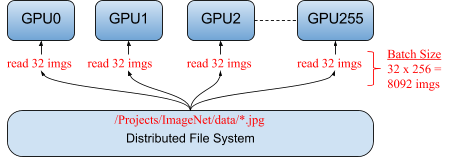 GPU0 GPU1 GPU2 GPU255
read 32 imgs read 32 imgs read 32 imgs read 32 imgs
Batch Size
32 x 256 =
8092 imgs
/Projects/ImageNet/data/*.jpg
Distributed File System